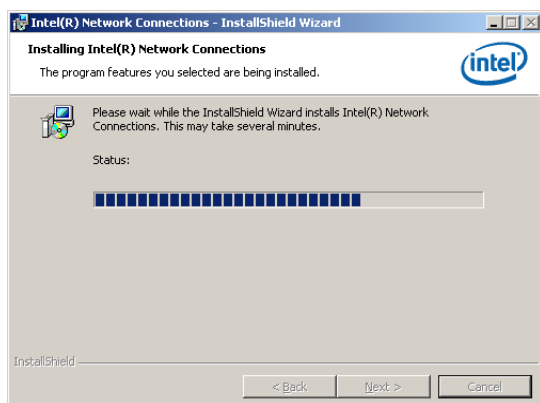 Intel(R) Network Connections - InstallShield Wizard
Installing Intel(R) Network Connections
The program features you selected are being installed.
intel
Please wait while the InstallShield Wizard installs Intel(R) Network
Connections. This may take several minutes.
Status:
InstallShield
< Back Next > Cancel